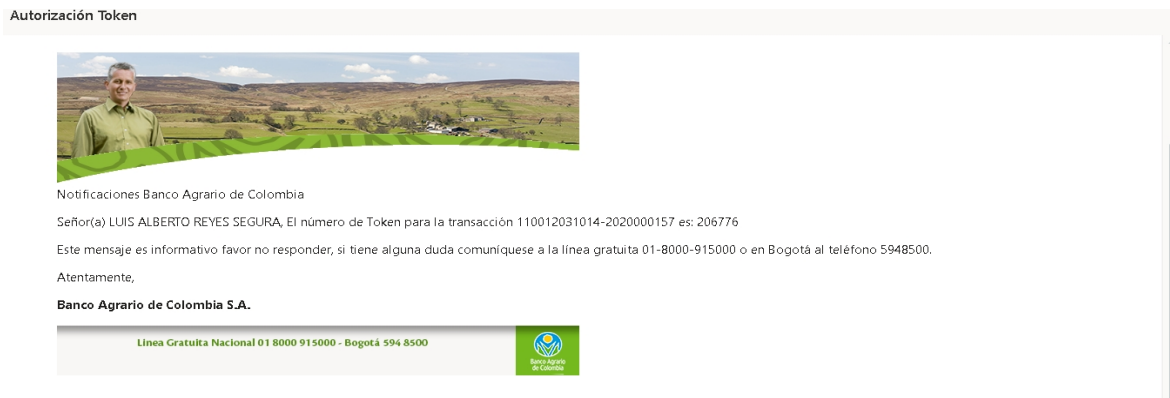 Autorización Token
Notificaciones Banco Agrario de Colombia
Señor(a) LUIS ALBERTO REYES SEGURA, El número de Token para la transacción 110012031014-2020000157 es: 206776
Este mensaje es informativo favor no responder, si tiene alguna duda comuníquese a la línea gratuita 01-8000-915000 o en Bogotá al teléfono 5948500.
Atentamente,
Banco Agrario de Colombia S.A.
Linea Gratuita Nacional 01 8000 915000 - Bogotá 594 8500
Banco Agrario
de Colombia